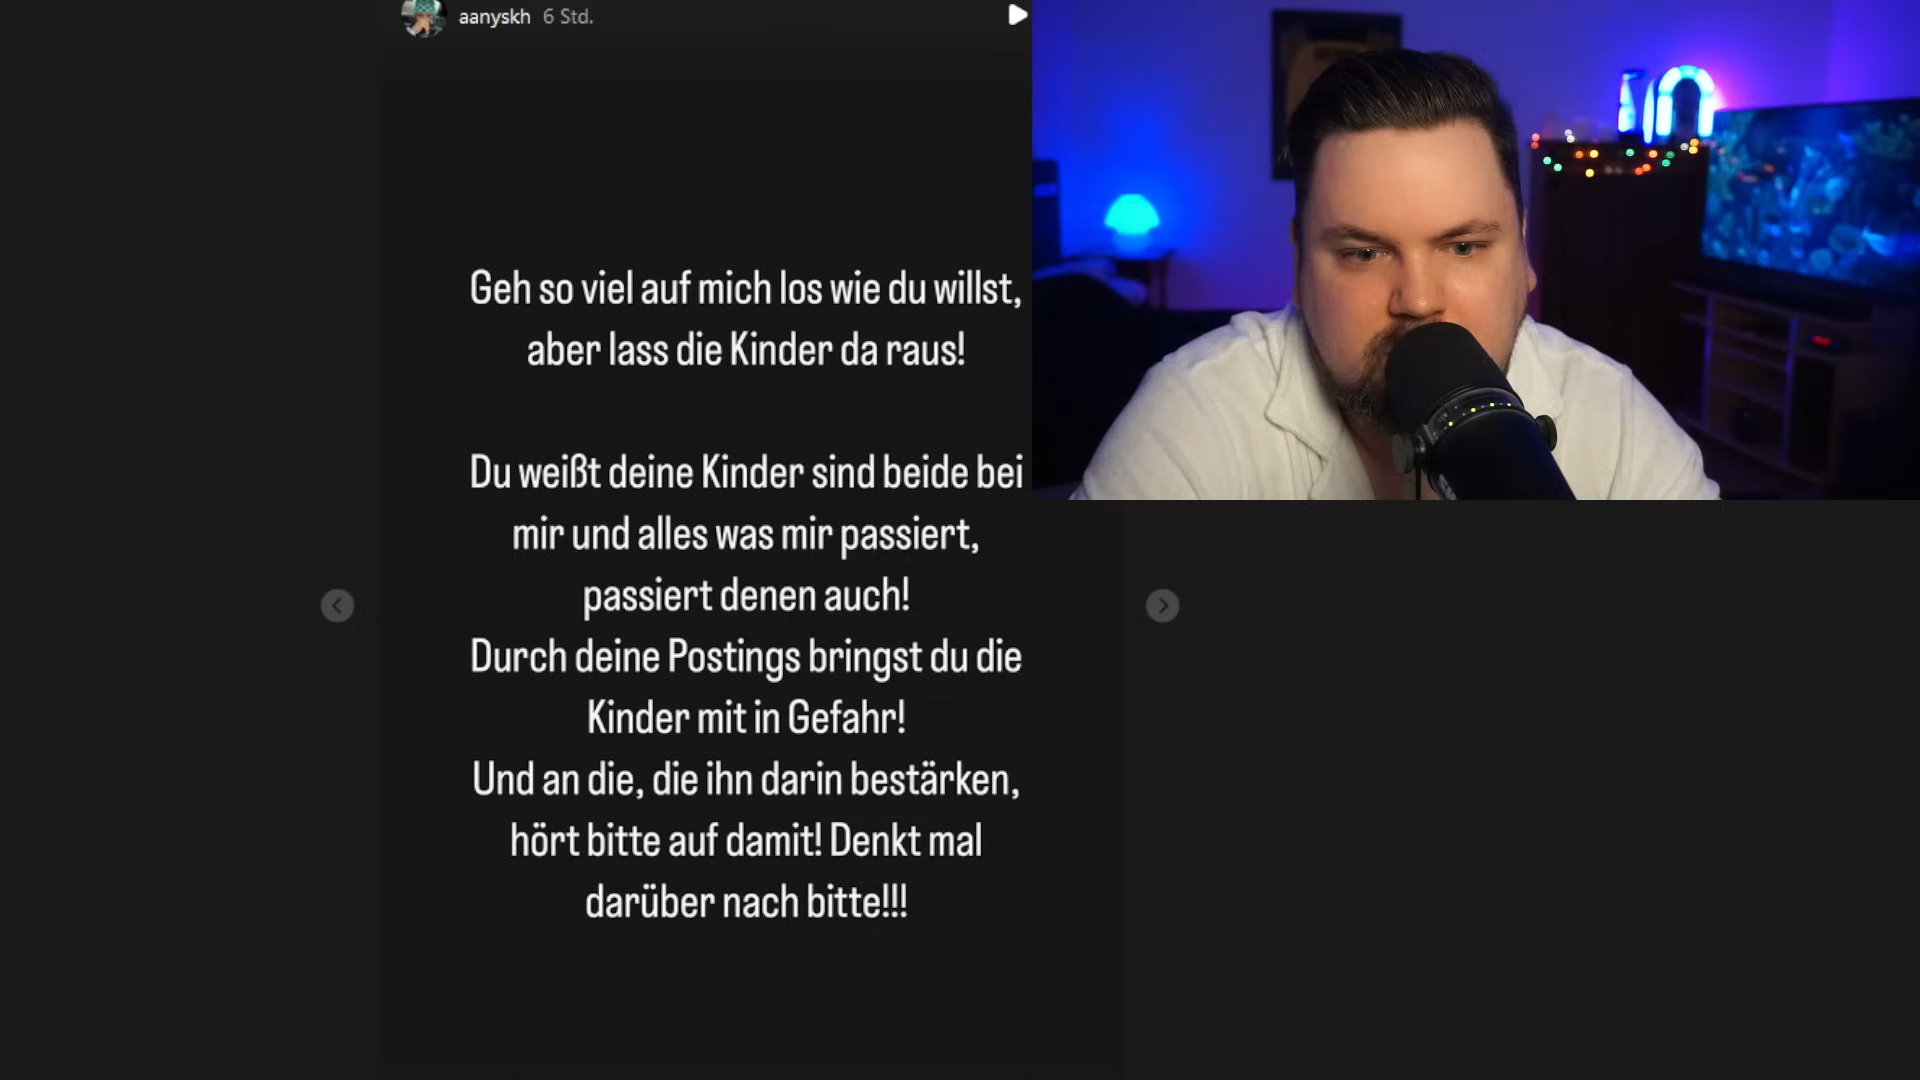 aanyskh 6 Std.
Geh so viel auf mich los wie du willst,
aber lass die Kinder da raus!
Du weißt deine Kinder sind beide bei
mir und alles was mir passiert,
passiert denen auch!
Durch deine Postings bringst du die
Kinder mit in Gefahr!
Und an die, die ihn darin bestärken,
hört bitte auf damit! Denkt mal
darüber nach bitte!!!